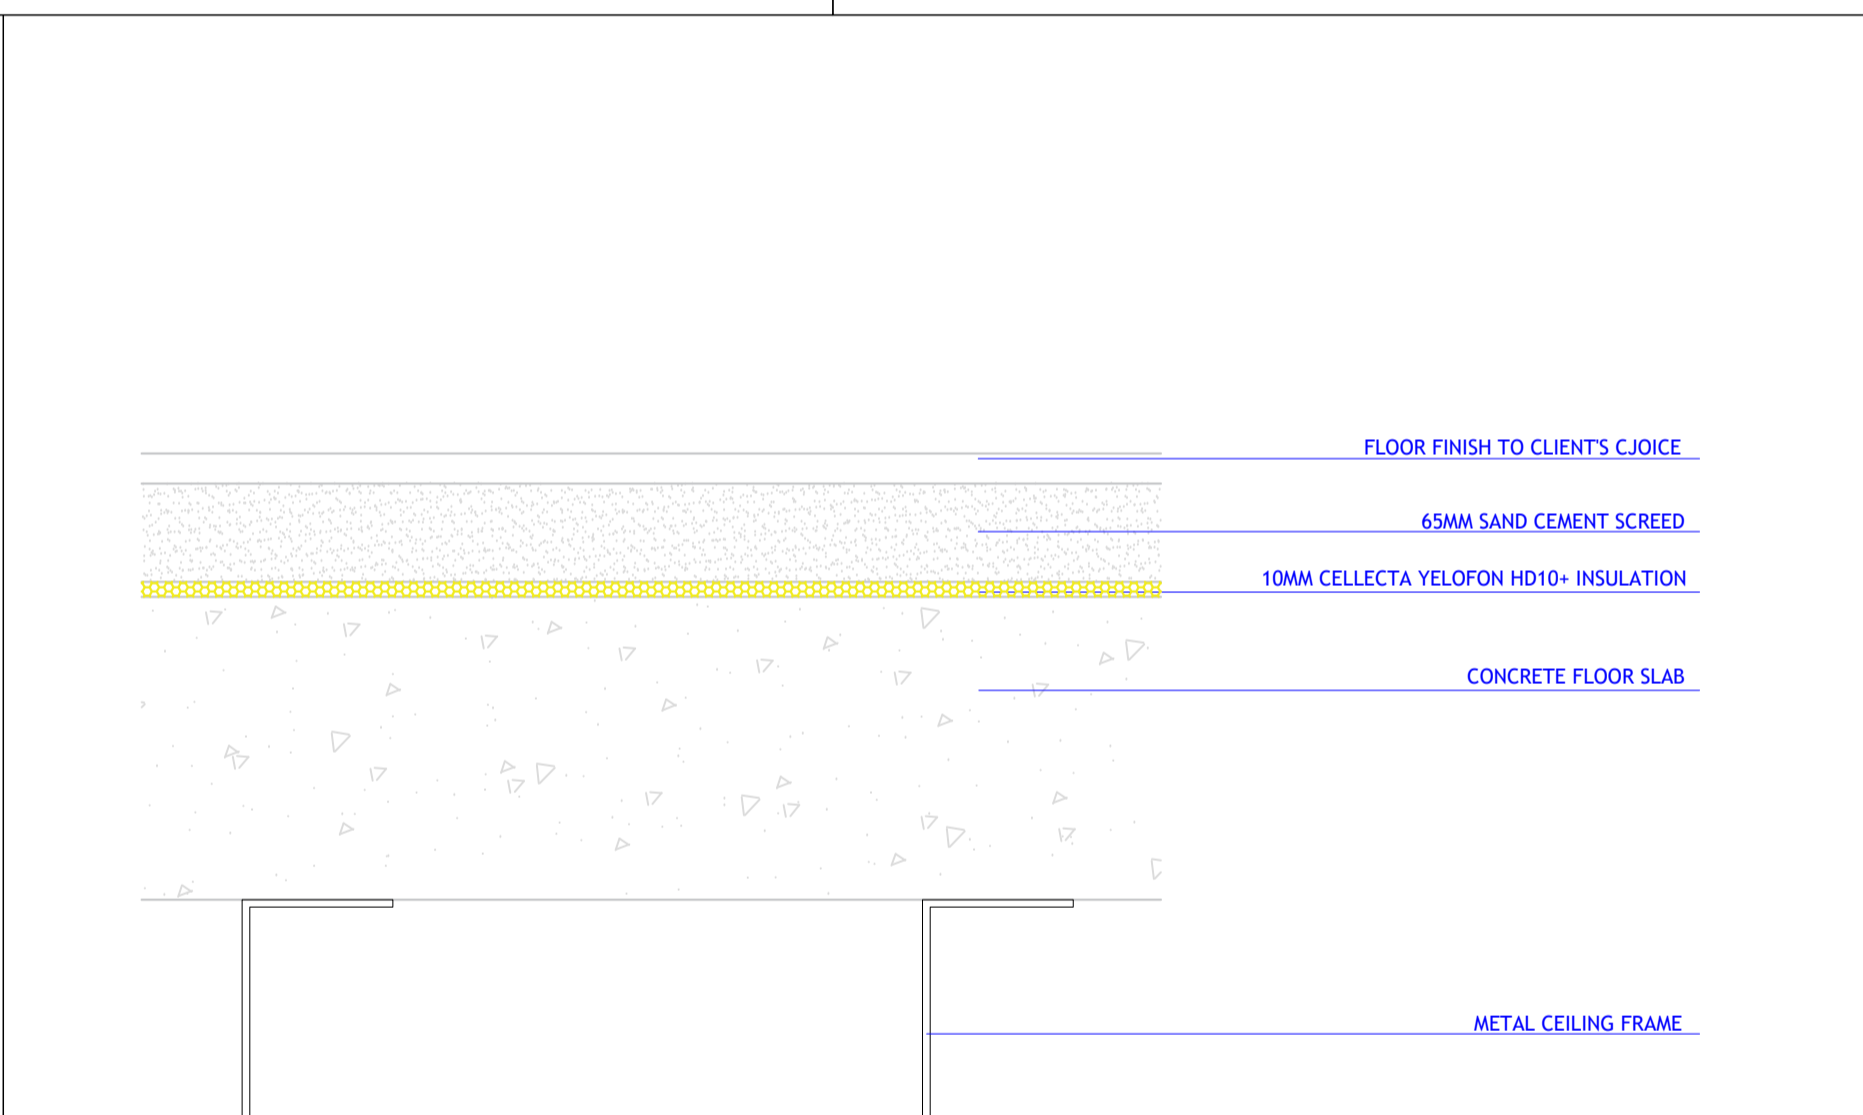 FLOOR FINISH TO CLIENT'S CJOICE
65MM SAND CEMENT SCREED
10MM CELLECTA YELOFON HD10+ INSULATION
CONCRETE FLOOR SLAB
METAL CEILING FRAME